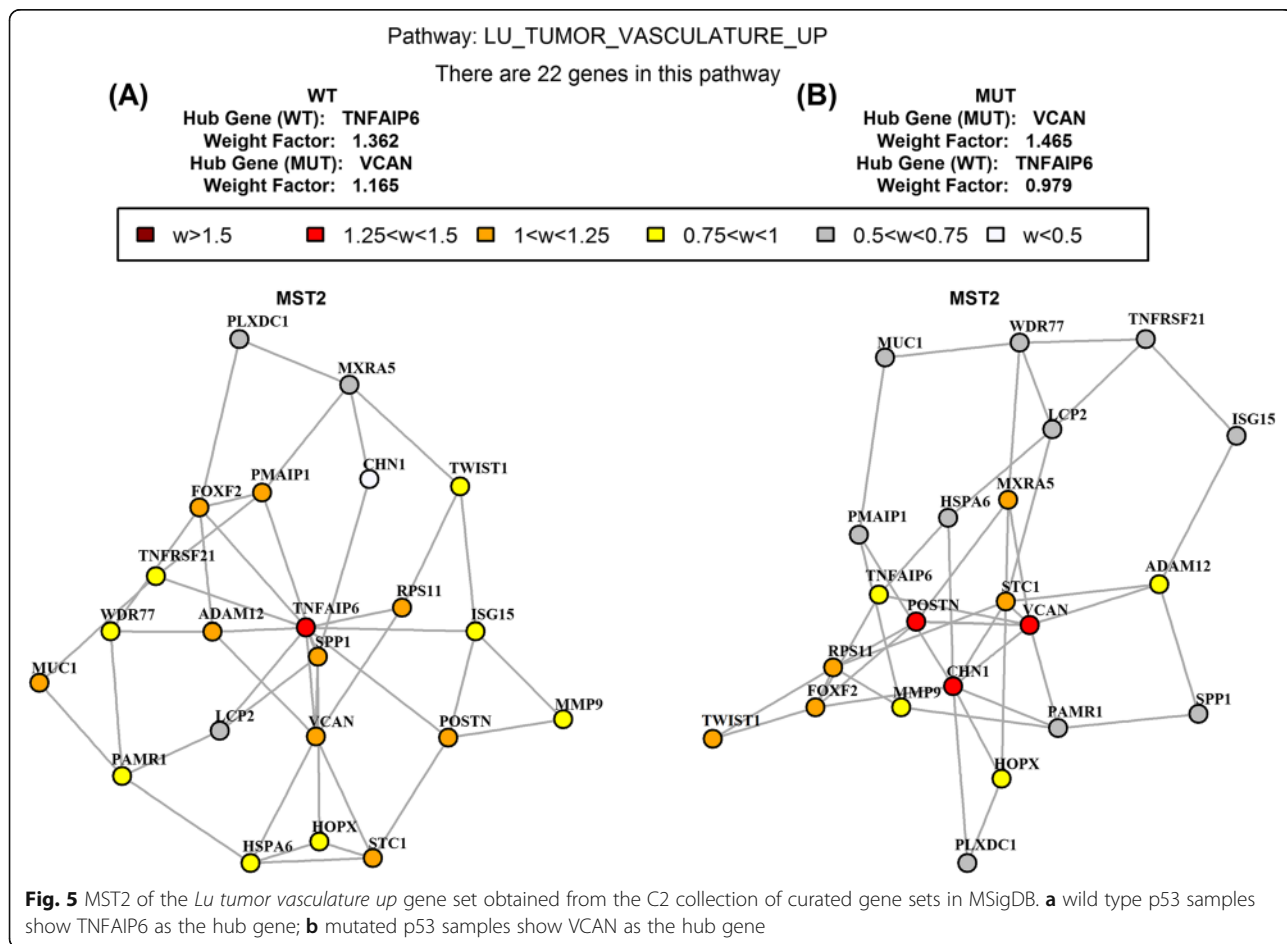 Pathway: LU_TUMOR_VASCULATURE_UP
There are 22 genes in this pathway
(A)
WT
Hub Gene (WT): TNFAIP6
Weight Factor: 1.362
Hub Gene (MUT): VCAN
Weight Factor: 1.165
(B)
MUT
Hub Gene (MUT): VCAN
Weight Factor: 1.465
Hub Gene (WT): TNFAIP6
Weight Factor: 0.979
w>1.5 1.25<w<1.5 1<w<1.25 0.75<w<1 0.5<w<0.75 w<0.5
MST2
PLXDC1
MXRA5
CHN1
TWIST1
PMAIP1
FOXF2
TNFRSF21
RPS11
WDR77
ADAM12
TNFAIP6
ISG15
SPP1
MUC1
LCP2
VCAN
POSTN
MMP9
PAMR1
HSPA6
HOPX
STC1
MST2
WDR77
TNFRSF21
MUC1
LCP2
ISG15
MXRA5
HSPA6
PMAIP1
TNFAIP6
ADAM12
STC1
POSTN
VCAN
RPS11
CHN1
FOXF2
MMP9
SPP1
TWIST1
PAMR1
HOPX
PLXDC1
Fig. 5 MST2 of the Lu tumor vasculature up gene set obtained from the C2 collection of curated gene sets in MSigDB. a wild type p53 samples
show TNFAIP6 as the hub gene; b mutated p53 samples show VCAN as the hub gene